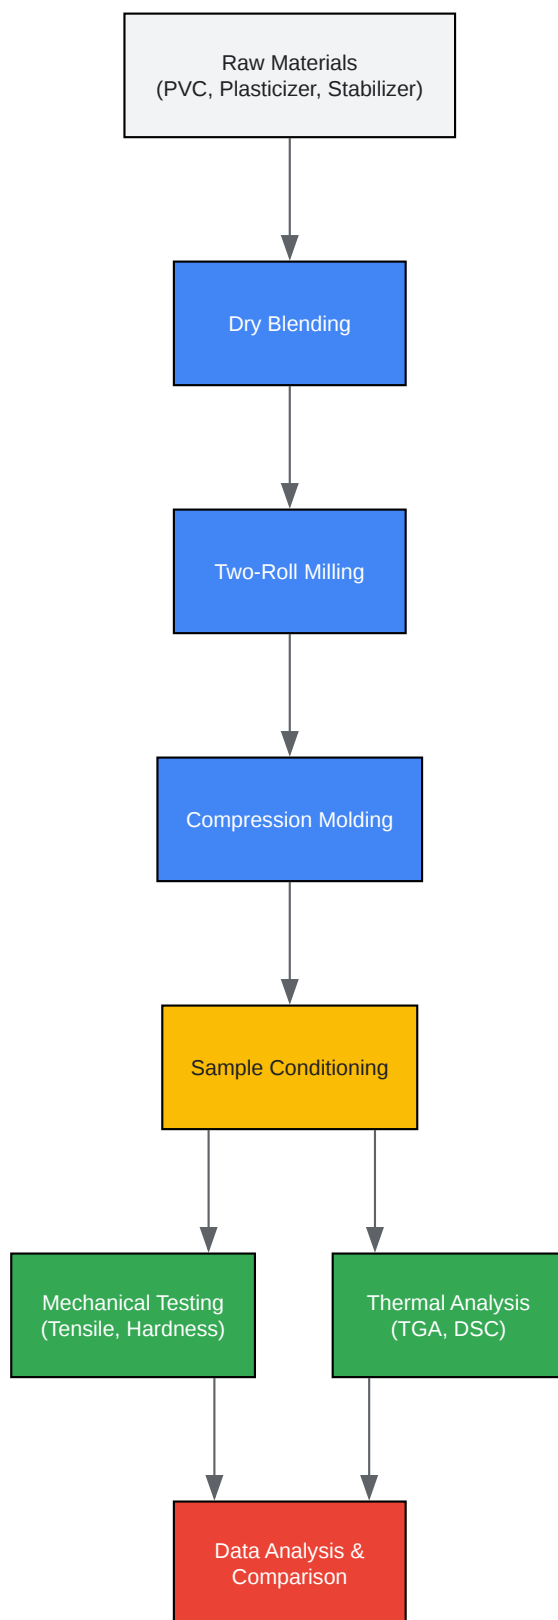 Raw Materials
(PVC, Plasticizer, Stabilizer)
Dry Blending
Two-Roll Milling
Compression Molding
Sample Conditioning
Mechanical Testing
(Tensile, Hardness)
Thermal Analysis
(TGA, DSC)
Data Analysis &
Comparison